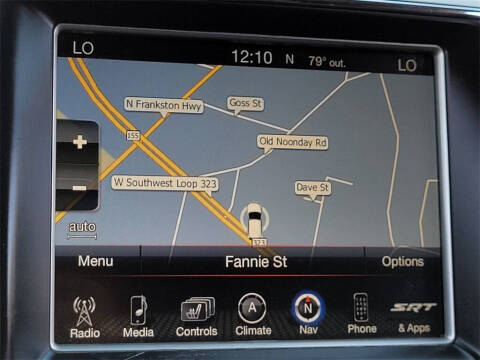 LO 12:10 N 79° out. LO
N Frankston Hwy
Goss St
155
Old Noonday Rd
W Southwest Loop 323
Dave St
auto
323
Menu Fannie St Options
A N SRT
Radio Media Controls Climate Nav Phone & Apps